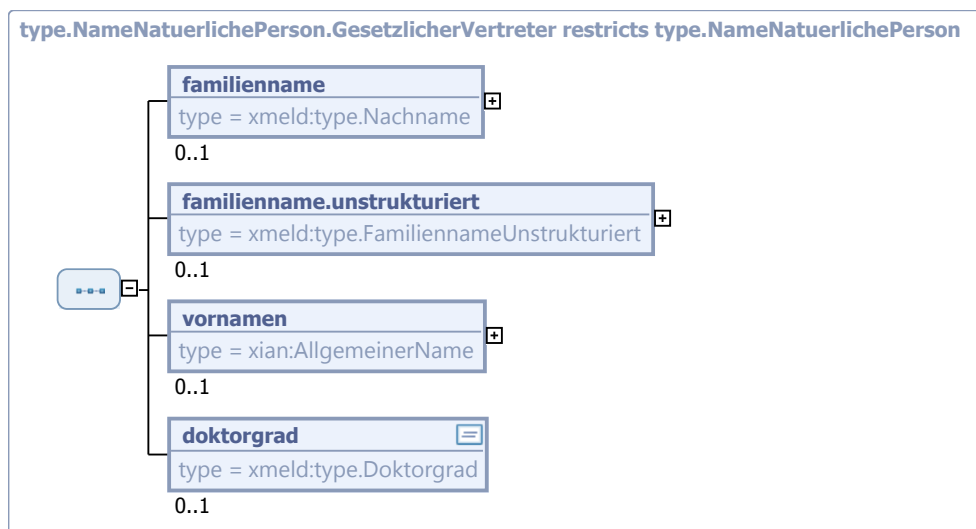 type.NameNatuerlichePerson.GesetzlicherVertreter restricts type.NameNatuerlichePerson
familienname
type = xmeld:type.Nachname
0..1
familienname.unstrukturiert
type = xmeld:type.FamiliennameUnstrukturiert
0..1
vornamen
type = xian:AllgemeinerName
0..1
doktorgrad
type = xmeld:type.Doktorgrad
0..1